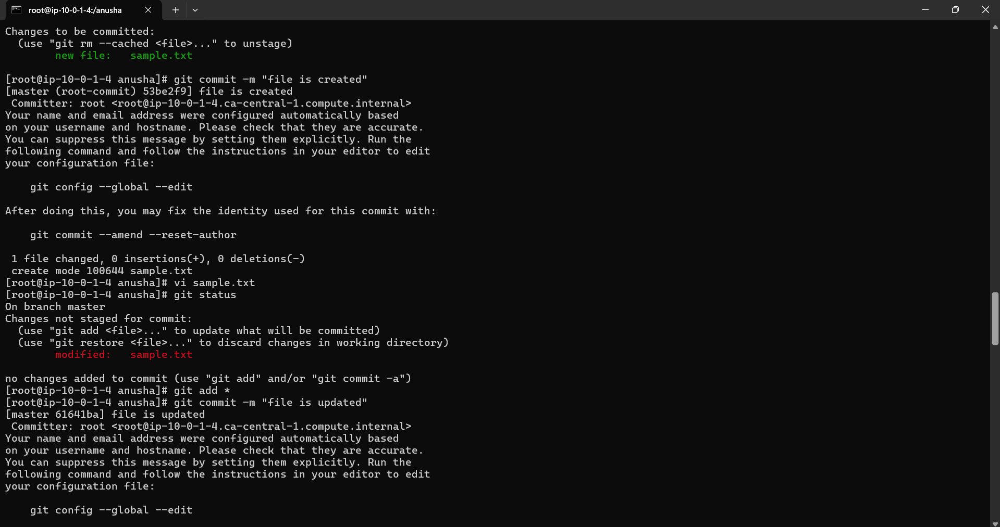 root@ip-10-0-1-4:/anusha
Changes to be committed:
  (use "git rm --cached <file>..." to unstage)
        new file:   sample.txt

[root@ip-10-0-1-4 anusha]# git commit -m "file is created"
[master (root-commit) 53be2f9] file is created
 Committer: root <root@ip-10-0-1-4.ca-central-1.compute.internal>
Your name and email address were configured automatically based
on your username and hostname. Please check that they are accurate.
You can suppress this message by setting them explicitly. Run the
following command and follow the instructions in your editor to edit
your configuration file:

    git config --global --edit

After doing this, you may fix the identity used for this commit with:

    git commit --amend --reset-author

 1 file changed, 0 insertions(+), 0 deletions(-)
 create mode 100644 sample.txt
[root@ip-10-0-1-4 anusha]# vi sample.txt
[root@ip-10-0-1-4 anusha]# git status
On branch master
Changes not staged for commit:
  (use "git add <file>..." to update what will be committed)
  (use "git restore <file>..." to discard changes in working directory)
        modified:   sample.txt

no changes added to commit (use "git add" and/or "git commit -a")
[root@ip-10-0-1-4 anusha]# git add *
[root@ip-10-0-1-4 anusha]# git commit -m "file is updated"
[master 61641ba] file is updated
 Committer: root <root@ip-10-0-1-4.ca-central-1.compute.internal>
Your name and email address were configured automatically based
on your username and hostname. Please check that they are accurate.
You can suppress this message by setting them explicitly. Run the
following command and follow the instructions in your editor to edit
your configuration file:

    git config --global --edit